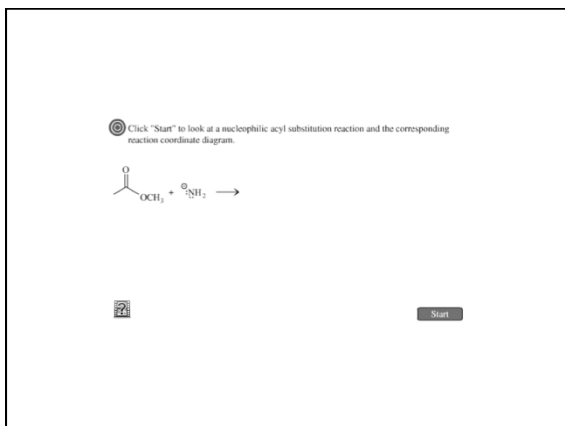 Click "Start" to look at a nucleophilic acyl substitution reaction and the corresponding
reaction coordinate diagram.
O
OCH₃ + ⊖:NH₂ ⟶
?
Start